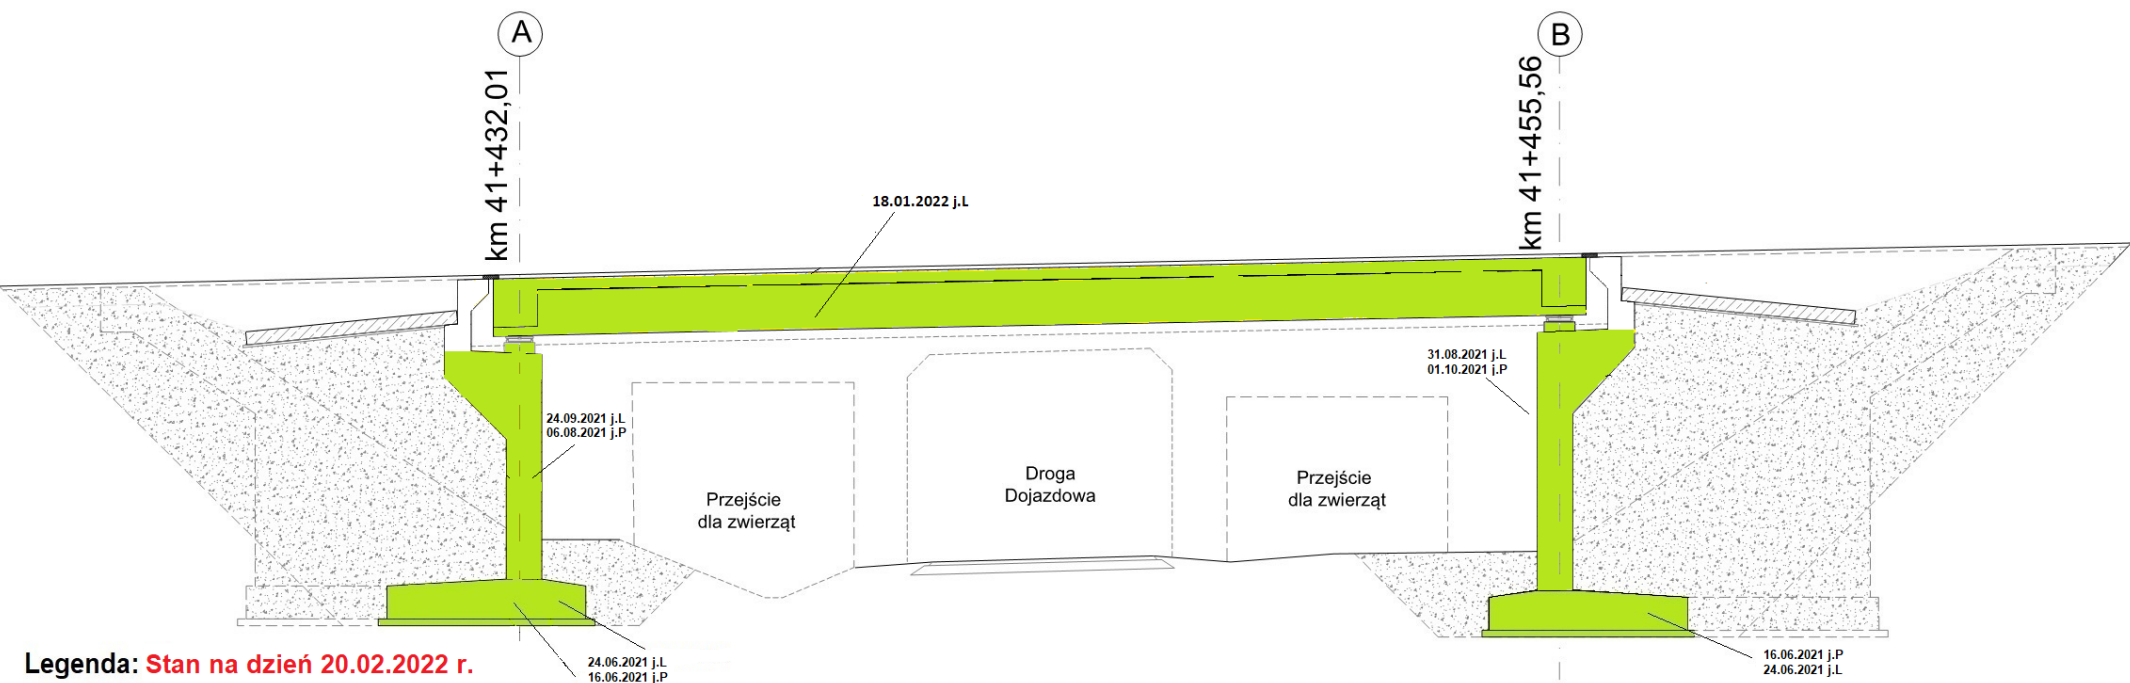 A
B
km 41+432,01
km 41+455,56
18.01.2022 j.L
31.08.2021 j.L
01.10.2021 j.P
24.09.2021 j.L
06.08.2021 j.P
Przejście
dla zwierząt
Droga
Dojazdowa
Przejście
dla zwierząt
24.06.2021 j.L
16.06.2021 j.P
16.06.2021 j.P
24.06.2021 j.L
Legenda: Stan na dzień 20.02.2022 r.